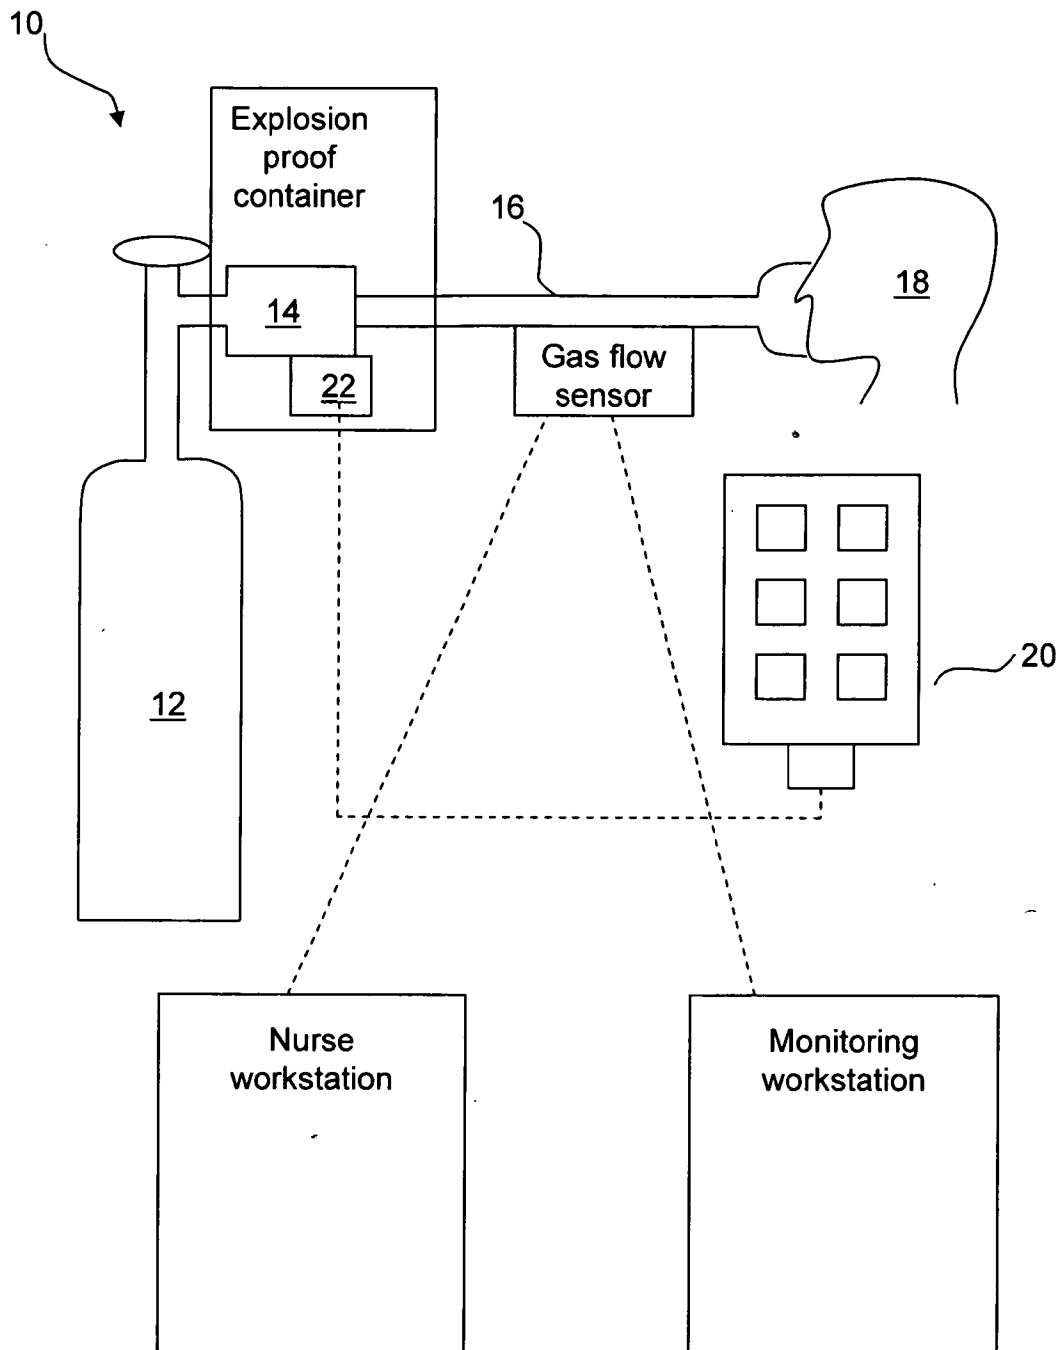 10
Explosion
proof
container
16
18
14
Gas flow
sensor
22
20
12
Nurse
workstation
Monitoring
workstation